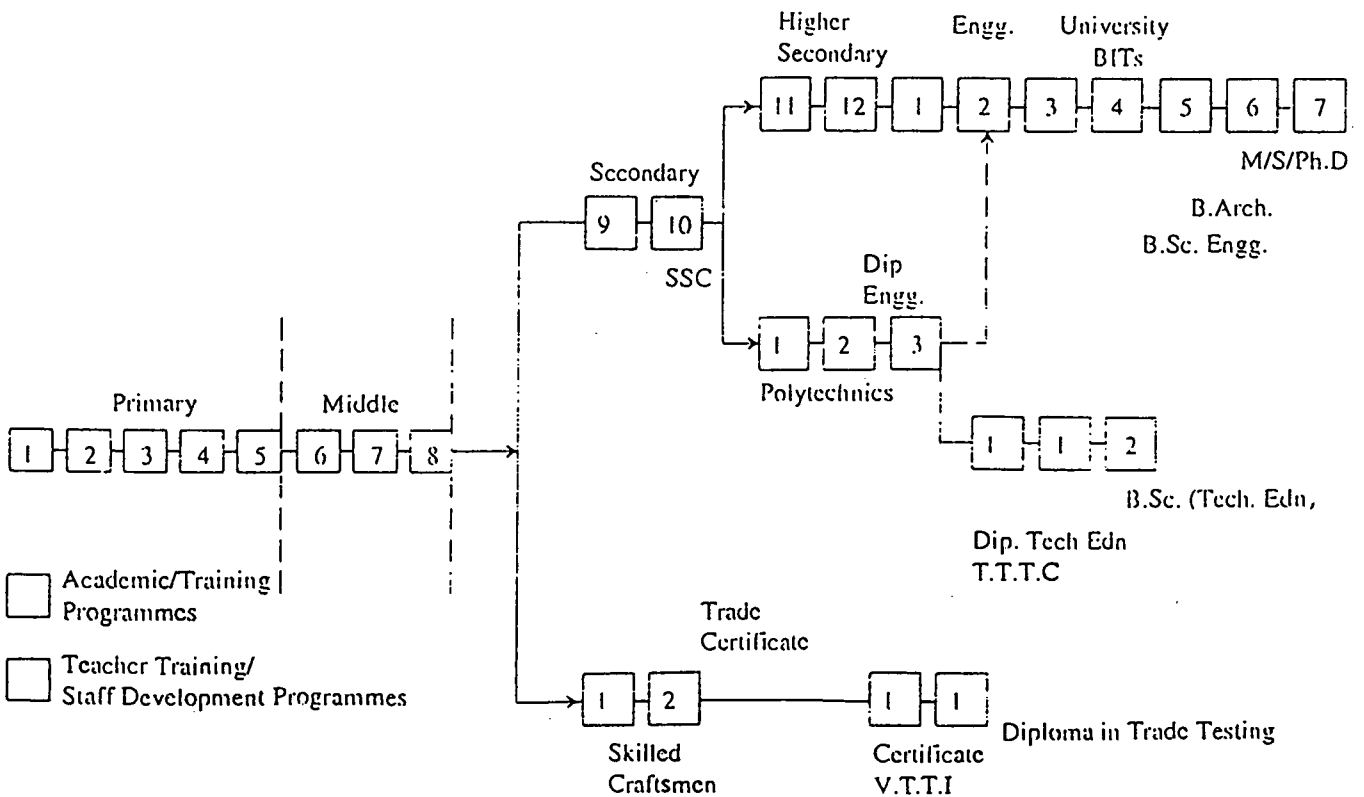 Higher
Secondary
Engg.
University
BITs
11 12 1 2 3 4 5 6 7
M/S/Ph.D
B.Arch.
B.Sc. Engg.
Secondary
9 10
SSC
Dip
Engg.
1 2 3
Polytechnics
Primary
Middle
1 2 3 4 5 6 7 8
1 1 2
B.Sc. (Tech. Edn,
Dip. Tech Edn
T.T.T.C
Academic/Training
Programmes
Teacher Training/
Staff Development Programmes
Trade
Certificate
1 2 1 1
Diploma in Trade Testing
Skilled
Craftsmen
Certificate
V.T.T.I